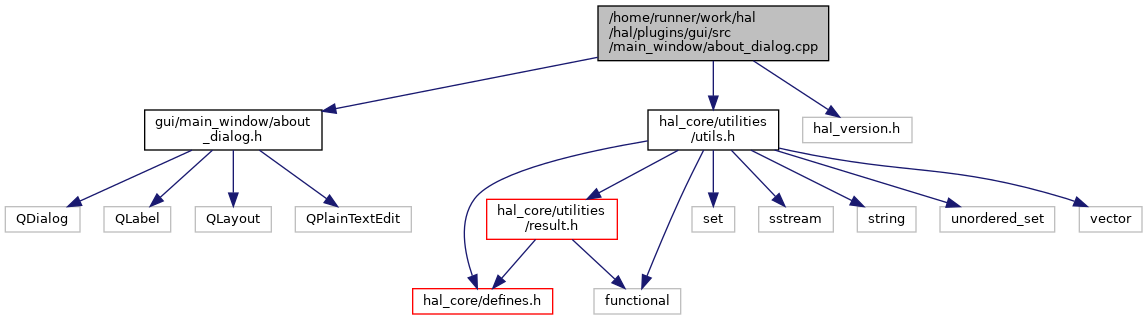 /home/runner/work/hal
/hal/plugins/gui/src
/main_window/about_dialog.cpp
gui/main_window/about
_dialog.h
hal_core/utilities
/utils.h
hal_version.h
QDialog
QLabel
QLayout
QPlainTextEdit
hal_core/utilities
/result.h
set
sstream
string
unordered_set
vector
hal_core/defines.h
functional